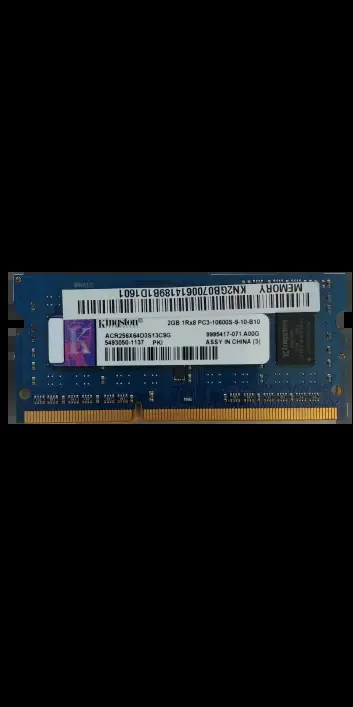 MEMORY KN2GB0700614189B1D1601
Kingston
2GB 1Rx8 PC3-10600S-9-10-B10
ACR256X64D3S13C9G
9995417-071.A00G
5493050-1137 PKI
ASSY IN CHINA (3)
Kingston